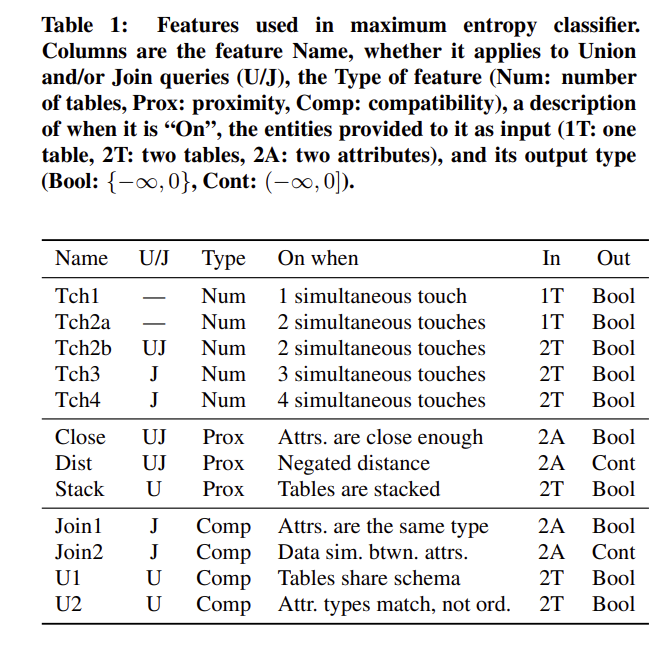 Table 1: Features used in maximum entropy classifier.
Columns are the feature Name, whether it applies to Union
and/or Join queries (U/J), the Type of feature (Num: number
of tables, Prox: proximity, Comp: compatibility), a description
of when it is “On”, the entities provided to it as input (1T: one
table, 2T: two tables, 2A: two attributes), and its output type
(Bool: {−∞, 0}, Cont: (−∞, 0]).
Name U/J Type On when In Out
Tch1 — Num 1 simultaneous touch 1T Bool
Tch2a — Num 2 simultaneous touches 1T Bool
Tch2b UJ Num 2 simultaneous touches 2T Bool
Tch3 J Num 3 simultaneous touches 2T Bool
Tch4 J Num 4 simultaneous touches 2T Bool
Close UJ Prox Attrs. are close enough 2A Bool
Dist UJ Prox Negated distance 2A Cont
Stack U Prox Tables are stacked 2T Bool
Join1 J Comp Attrs. are the same type 2A Bool
Join2 J Comp Data sim. btwn. attrs. 2A Cont
U1 U Comp Tables share schema 2T Bool
U2 U Comp Attr. types match, not ord. 2T Bool